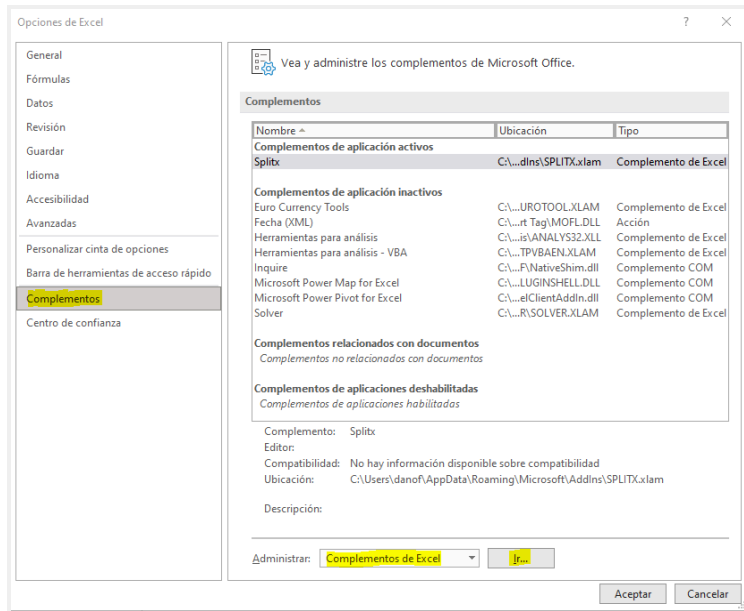 Opciones de Excel
? ×
General
Fórmulas
Datos
Revisión
Guardar
Idioma
Accesibilidad
Avanzadas
Personalizar cinta de opciones
Barra de herramientas de acceso rápido
Complementos
Centro de confianza
Vea y administre los complementos de Microsoft Office.
Complementos
Nombre Ubicación Tipo
Complementos de aplicación activos
Splitx C:\...dIns\SPLITX.xlam Complemento de Excel
Complementos de aplicación inactivos
Euro Currency Tools C:\...UROTOOL.XLAM Complemento de Excel
Fecha (XML) C:\...rt Tag\MOFL.DLL Acción
Herramientas para análisis C:\...is\ANALYS32.XLL Complemento de Excel
Herramientas para análisis - VBA C:\...TPVBAEN.XLAM Complemento de Excel
Inquire C:\...F\NativeShim.dll Complemento COM
Microsoft Power Map for Excel C:\...LUGINSHELL.DLL Complemento COM
Microsoft Power Pivot for Excel C:\...elClientAddIn.dll Complemento COM
Solver C:\...R\SOLVER.XLAM Complemento de Excel
Complementos relacionados con documentos
Complementos no relacionados con documentos
Complementos de aplicaciones deshabilitadas
Complementos de aplicaciones habilitadas
Complemento: Splitx
Editor:
Compatibilidad: No hay información disponible sobre compatibilidad
Ubicación: C:\Users\danof\AppData\Roaming\Microsoft\AddIns\SPLITX.xlam
Descripción:
Administrar: Complementos de Excel Ir...
Aceptar Cancelar